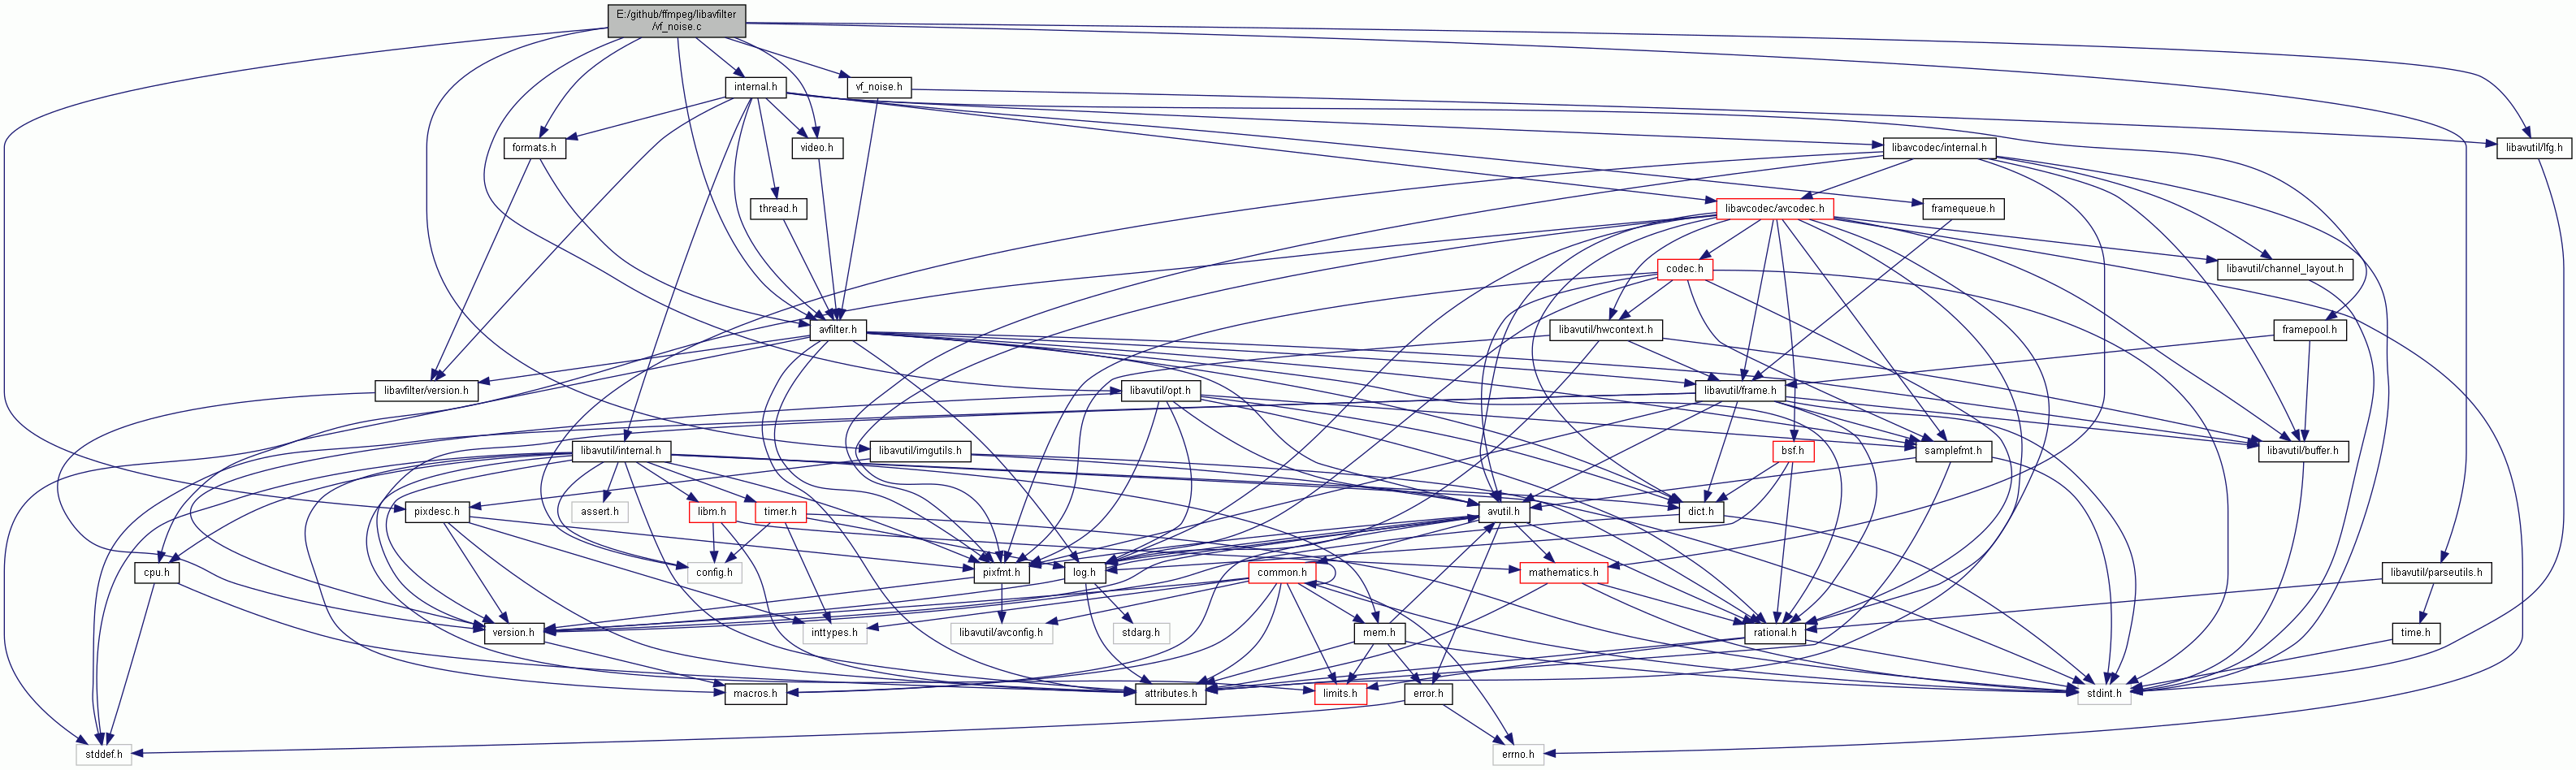 E:/github/ffmpeg/libavfilter
/vf_noise.c
internal.h
vf_noise.h
formats.h
video.h
libavcodec/internal.h
libavutil/lfg.h
thread.h
libavcodec/avcodec.h
framequeue.h
codec.h
libavutil/channel_layout.h
avfilter.h
libavutil/hwcontext.h
framepool.h
libavfilter/version.h
libavutil/opt.h
libavutil/frame.h
libavutil/internal.h
libavutil/imgutils.h
bsf.h
samplefmt.h
libavutil/buffer.h
pixdesc.h
assert.h
libm.h
timer.h
avutil.h
dict.h
cpu.h
config.h
pixfmt.h
log.h
common.h
mathematics.h
libavutil/parseutils.h
version.h
inttypes.h
libavutil/avconfig.h
stdarg.h
mem.h
rational.h
time.h
macros.h
attributes.h
limits.h
error.h
stdint.h
stddef.h
errno.h